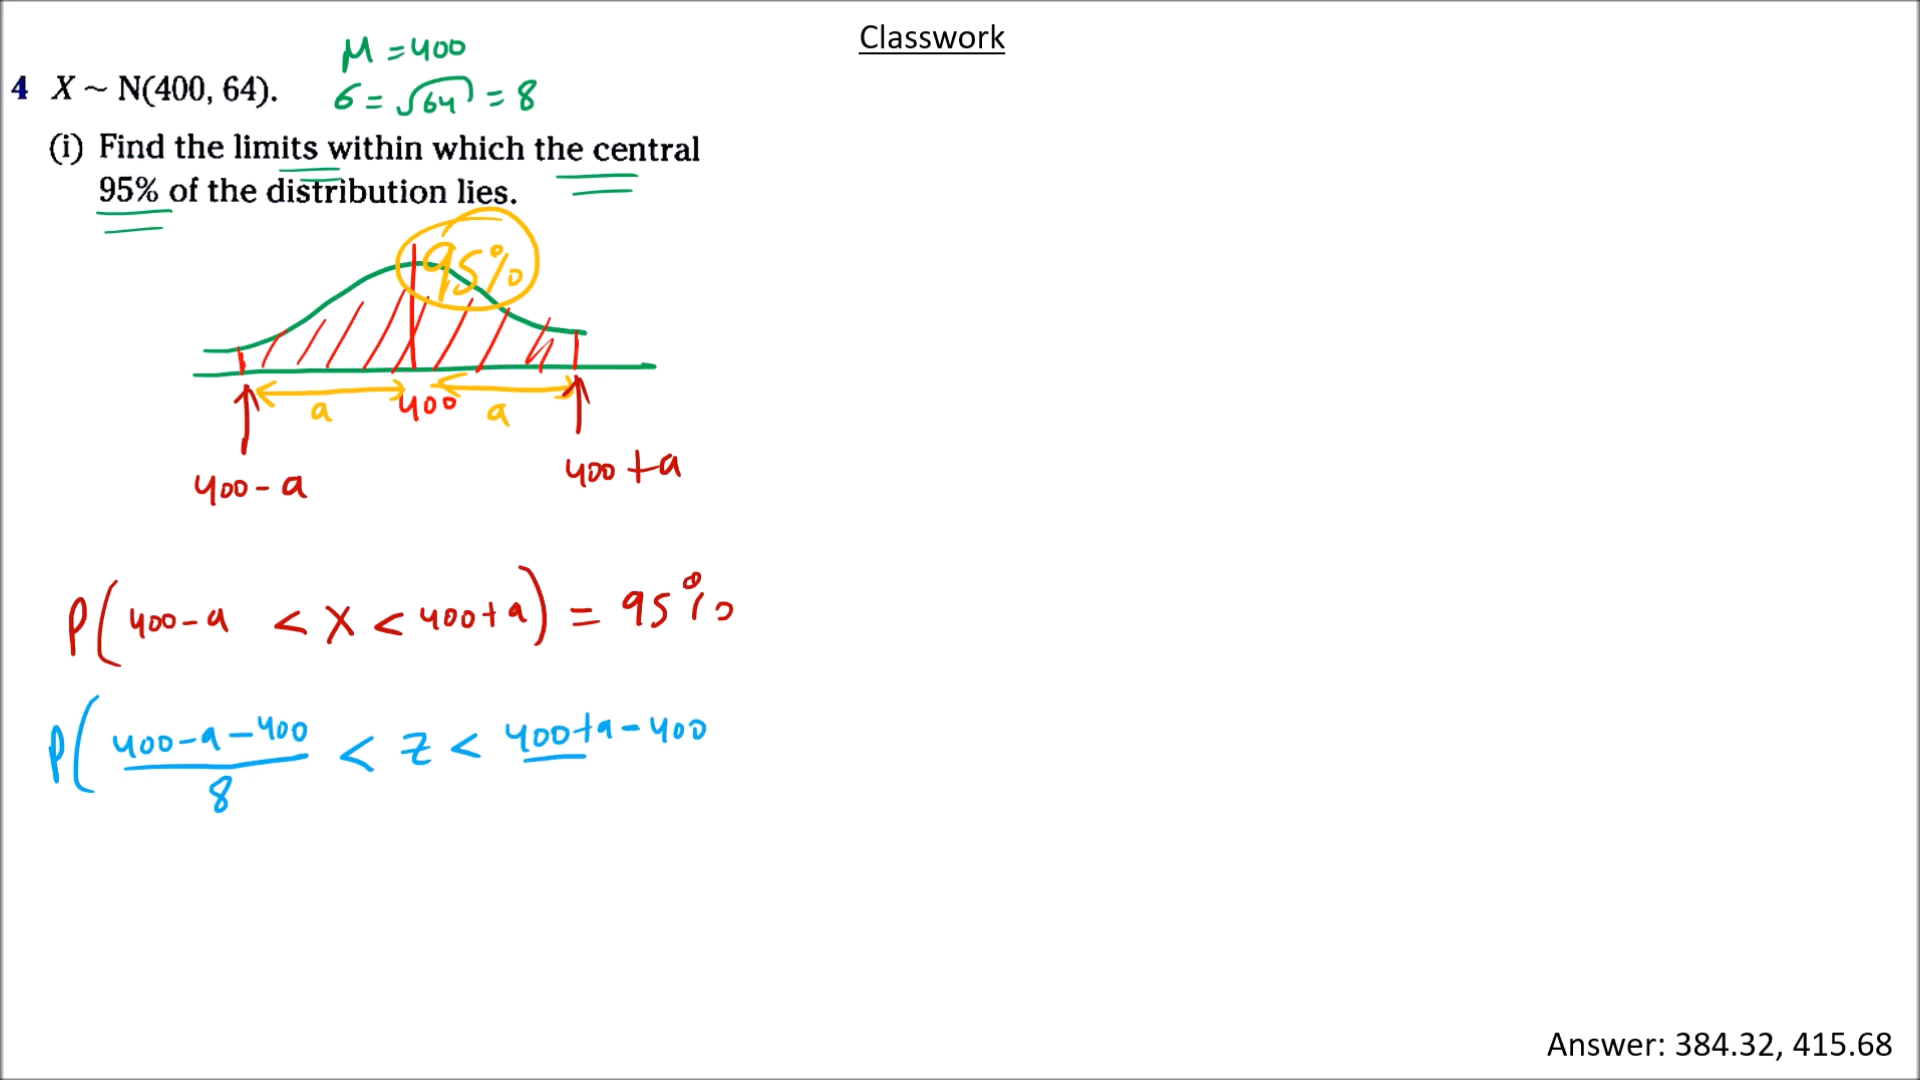 Classwork
μ = 400
4 X ~ N(400, 64).
σ = √64 = 8
(i) Find the limits within which the central
95% of the distribution lies.
95%
a 400 a
400 - a
400 + a
P(400 - a < X < 400 + a) = 95%
P( 400 - a - 400 / 8 < Z < 400 + a - 400
Answer: 384.32, 415.68